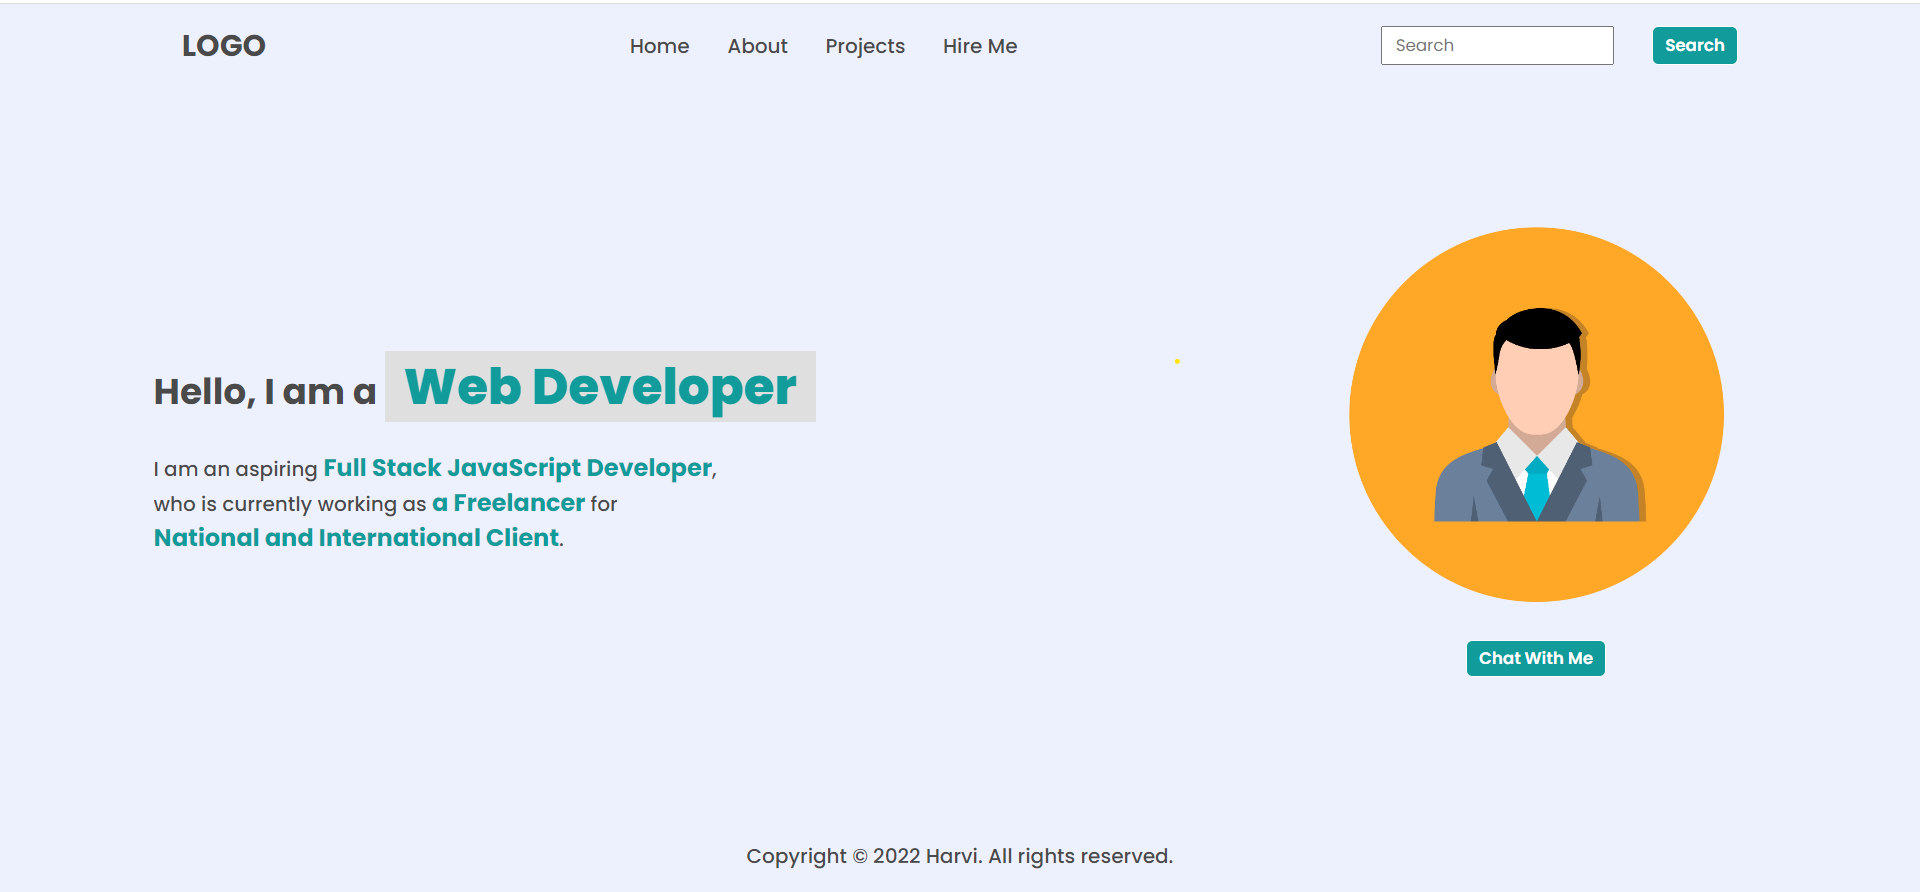 LOGO
Home About Projects Hire Me
Search
Search
Hello, I am a Web Developer
I am an aspiring Full Stack JavaScript Developer,
who is currently working as a Freelancer for
National and International Client.
Chat With Me
Copyright © 2022 Harvi. All rights reserved.